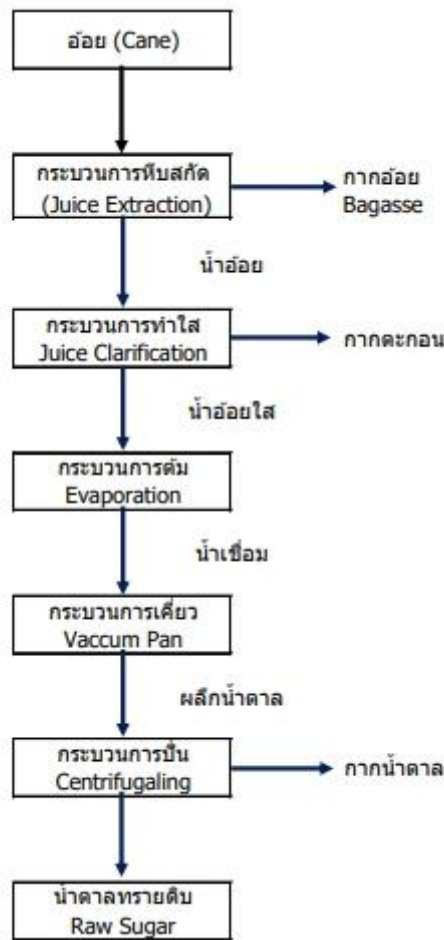 อ้อย (Cane)
กระบวนการหีบสกัด
(Juice Extraction)
กากอ้อย
Bagasse
น้ำอ้อย
กระบวนการทำใส
Juice Clarification
กากตะกอน
น้ำอ้อยใส
กระบวนการต้ม
Evaporation
น้ำเชื่อม
กระบวนการเคี่ยว
Vaccum Pan
ผลึกน้ำตาล
กระบวนการปั่น
Centrifugaling
กากน้ำตาล
น้ำตาลทรายดิบ
Raw Sugar